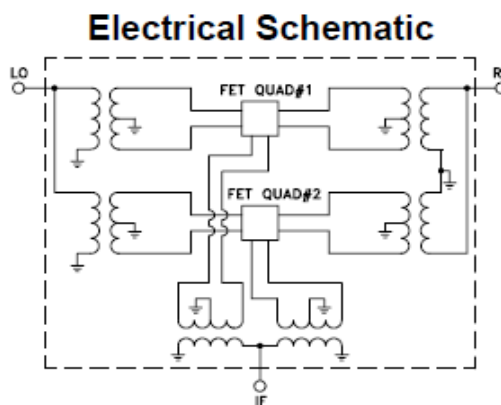 Electrical Schematic
LO
R
FET QUAD#1
FET QUAD#2
IF